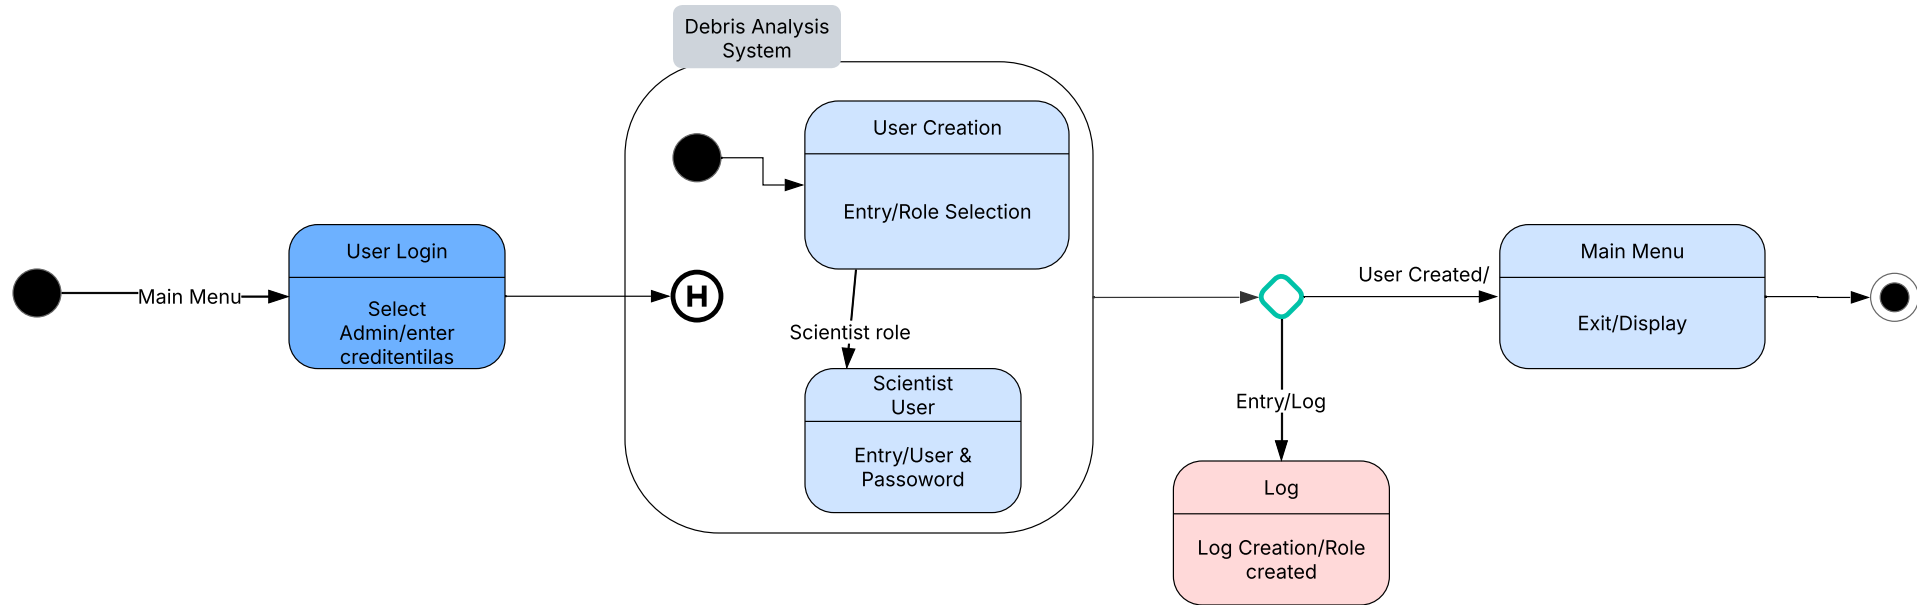 Debris Analysis
System
User Creation
Entry/Role Selection
User Login
Select
Admin/enter
creditentilas
Main Menu
H
Scientist role
Scientist
User
Entry/User &
Passoword
User Created/
Main Menu
Exit/Display
Entry/Log
Log
Log Creation/Role
created